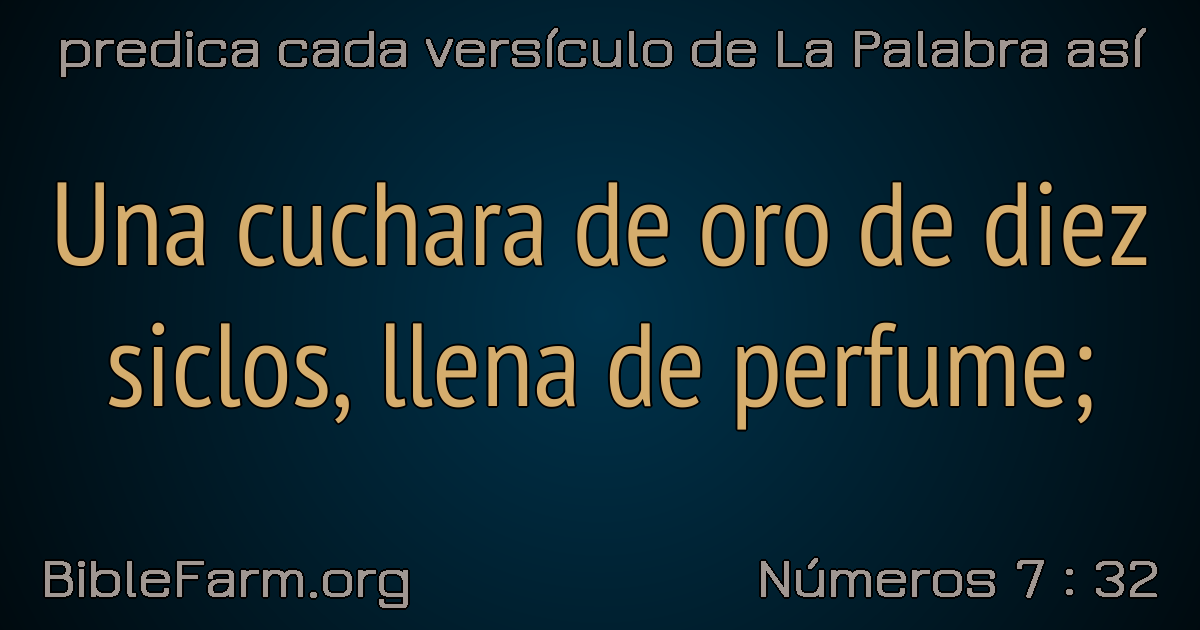 predica cada versículo de La Palabra así
Una cuchara de oro de diez
siclos, llena de perfume;
BibleFarm.org
Números 7 : 32